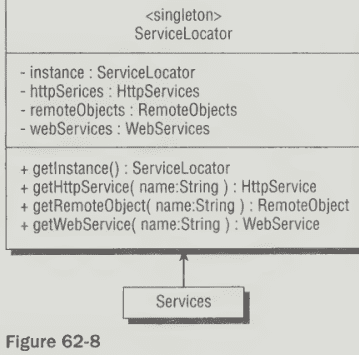 <singleton>
ServiceLocator
- instance : ServiceLocator
- httpSerices : HttpServices
- remoteObjects : RemoteObjects
- webServices : WebServices
+ getInstance() : ServiceLocator
+ getHttpService( name:String ) : HttpService
+ getRemoteObject( name:String ) : RemoteObject
+ getWebService( name:String ) : WebService
Services
Figure 62-8